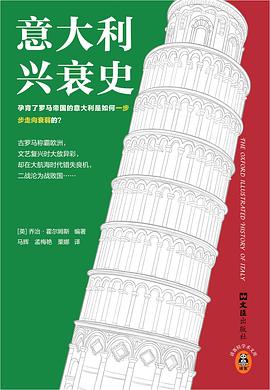 意大利
兴衰史
孕育了罗马帝国的意大利是如何一步
步走向衰弱的？
古罗马称霸欧洲，
文艺复兴时大放异彩，
却在大航海时代错失良机，
二战沦为战败国……
[英] 乔治·霍尔姆斯 编著
马辉 孟梅艳 栗娜 译
THE OXFORD ILLUSTRATED HISTORY OF ITALY
文匯出版社
读客